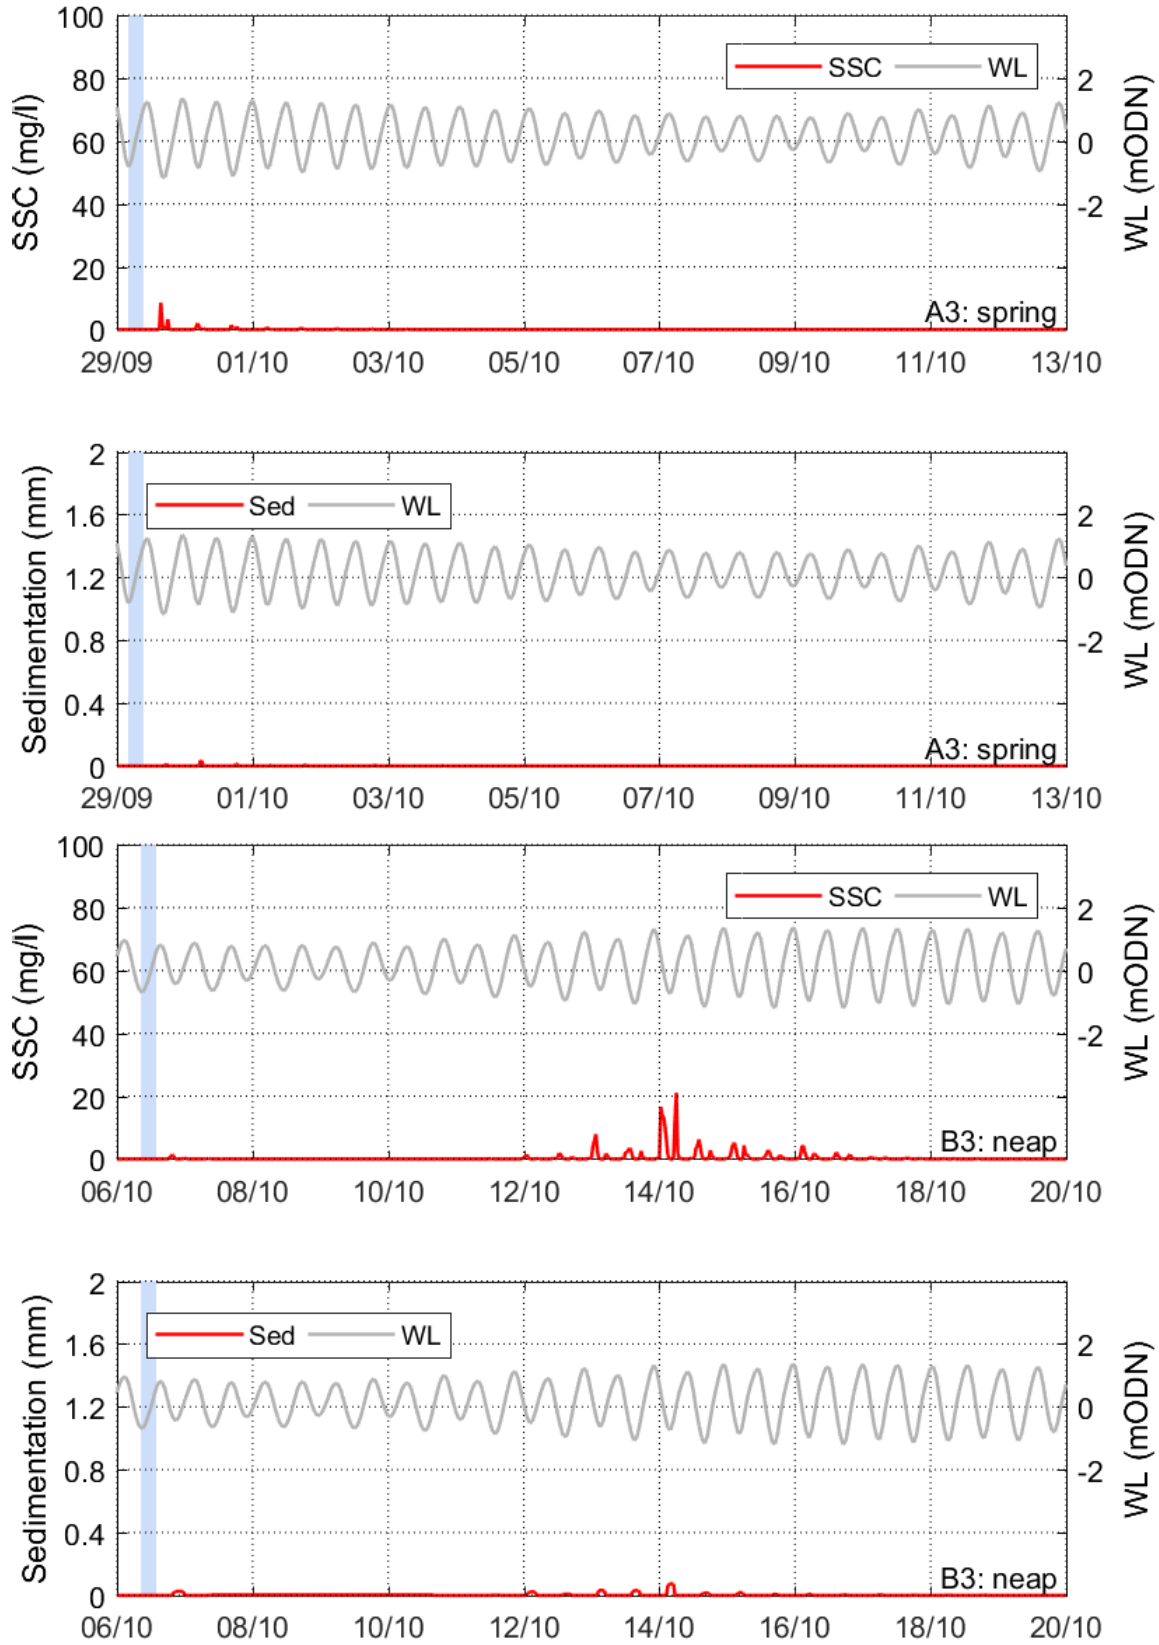 100
80
60
40
20
0
SSC (mg/l)
SSC
WL
2
0
-2
WL (mODN)
A3: spring
29/09 01/10 03/10 05/10 07/10 09/10 11/10 13/10
2
1.6
1.2
0.8
0.4
0
Sedimentation (mm)
Sed
WL
2
0
-2
WL (mODN)
A3: spring
29/09 01/10 03/10 05/10 07/10 09/10 11/10 13/10
100
80
60
40
20
0
SSC (mg/l)
SSC
WL
2
0
-2
WL (mODN)
B3: neap
06/10 08/10 10/10 12/10 14/10 16/10 18/10 20/10
2
1.6
1.2
0.8
0.4
0
Sedimentation (mm)
Sed
WL
2
0
-2
WL (mODN)
B3: neap
06/10 08/10 10/10 12/10 14/10 16/10 18/10 20/10